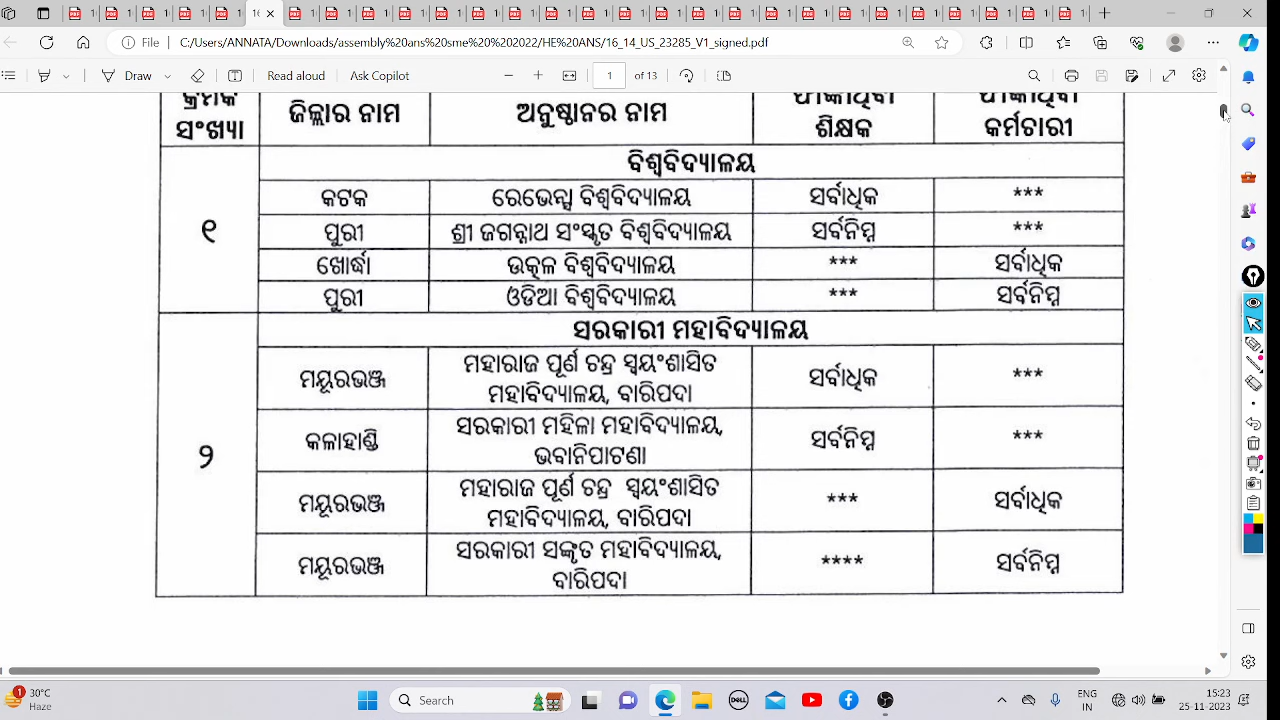 File
C:/Users/ANNATA/Downloads/assembly%20ans%20sme%20%202022/HE%20ANS/16_14_US_23285_V1_signed.pdf
Draw
Read aloud
Ask Copilot
1
of 13
କ୍ରମିକ ସଂଖ୍ୟା
ଜିଲ୍ଲାର ନାମ
ଅନୁଷ୍ଠାନର ନାମ
ଶିକ୍ଷକ
କର୍ମଚାରୀ
୧
ବିଶ୍ୱବିଦ୍ୟାଳୟ
କଟକ ରେଭେନ୍ସା ବିଶ୍ୱବିଦ୍ୟାଳୟ ସର୍ବାଧିକ ***
ପୁରୀ ଶ୍ରୀ ଜଗନ୍ନାଥ ସଂସ୍କୃତ ବିଶ୍ୱବିଦ୍ୟାଳୟ ସର୍ବନିମ୍ନ ***
ଖୋର୍ଦ୍ଧା ଉତ୍କଳ ବିଶ୍ୱବିଦ୍ୟାଳୟ *** ସର୍ବାଧିକ
ପୁରୀ ଓଡିଆ ବିଶ୍ୱବିଦ୍ୟାଳୟ *** ସର୍ବନିମ୍ନ
୨
ସରକାରୀ ମହାବିଦ୍ୟାଳୟ
ମୟୂରଭଞ୍ଜ
ମହାରାଜ ପୂର୍ଣ ଚନ୍ଦ୍ର ସ୍ୱୟଂଶାସିତ
ମହାବିଦ୍ୟାଳୟ, ବାରିପଦା
ସର୍ବାଧିକ ***
କଳାହାଣ୍ଡି
ସରକାରୀ ମହିଳା ମହାବିଦ୍ୟାଳୟ,
ଭବାନିପାଟଣା
ସର୍ବନିମ୍ନ ***
ମୟୂରଭଞ୍ଜ
ମହାରାଜ ପୂର୍ଣ ଚନ୍ଦ୍ର ସ୍ୱୟଂଶାସିତ
ମହାବିଦ୍ୟାଳୟ, ବାରିପଦା
*** ସର୍ବାଧିକ
ମୟୂରଭଞ୍ଜ
ସରକାରୀ ସଙ୍କୃତ ମହାବିଦ୍ୟାଳୟ,
ବାରିପଦା
**** ସର୍ବନିମ୍ନ
30°C
Haze
Search
ENG
IN
15:23
25-11-2023